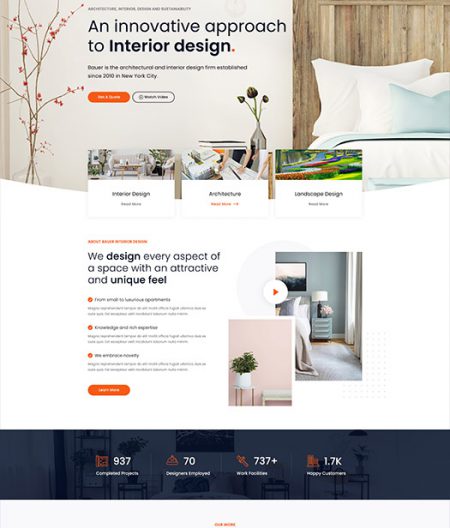 ARCHITECTURE, INTERIOR, DESIGN AND SUSTAINABILITY
An innovative approach
to Interior design.
Bauer is the architectural and interior design firm established
since 2010 in New York City.
Get A Quote
Watch Video
Interior Design
Architecture
Landscape Design
Read More
Read More
Read More
ABOUT BAUER INTERIOR DESIGN
We design every aspect of
a space with an attractive
and unique feel
From small to luxurious apartments
Knowledge and rich expertise
We embrace novelty
Learn More
937
70
737+
1.7K
Completed Projects
Designers Employed
Work Facilities
Happy Customers
OUR WORK